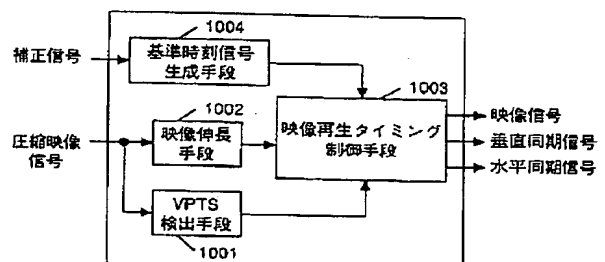 1004
補正信号
基準時刻信号
生成手段
1003
1002
圧縮映像
信号
映像伸長
手段
映像再生タイミング
制御手段
映像信号
垂直同期信号
水平同期信号
VPTS
検出手段
1001